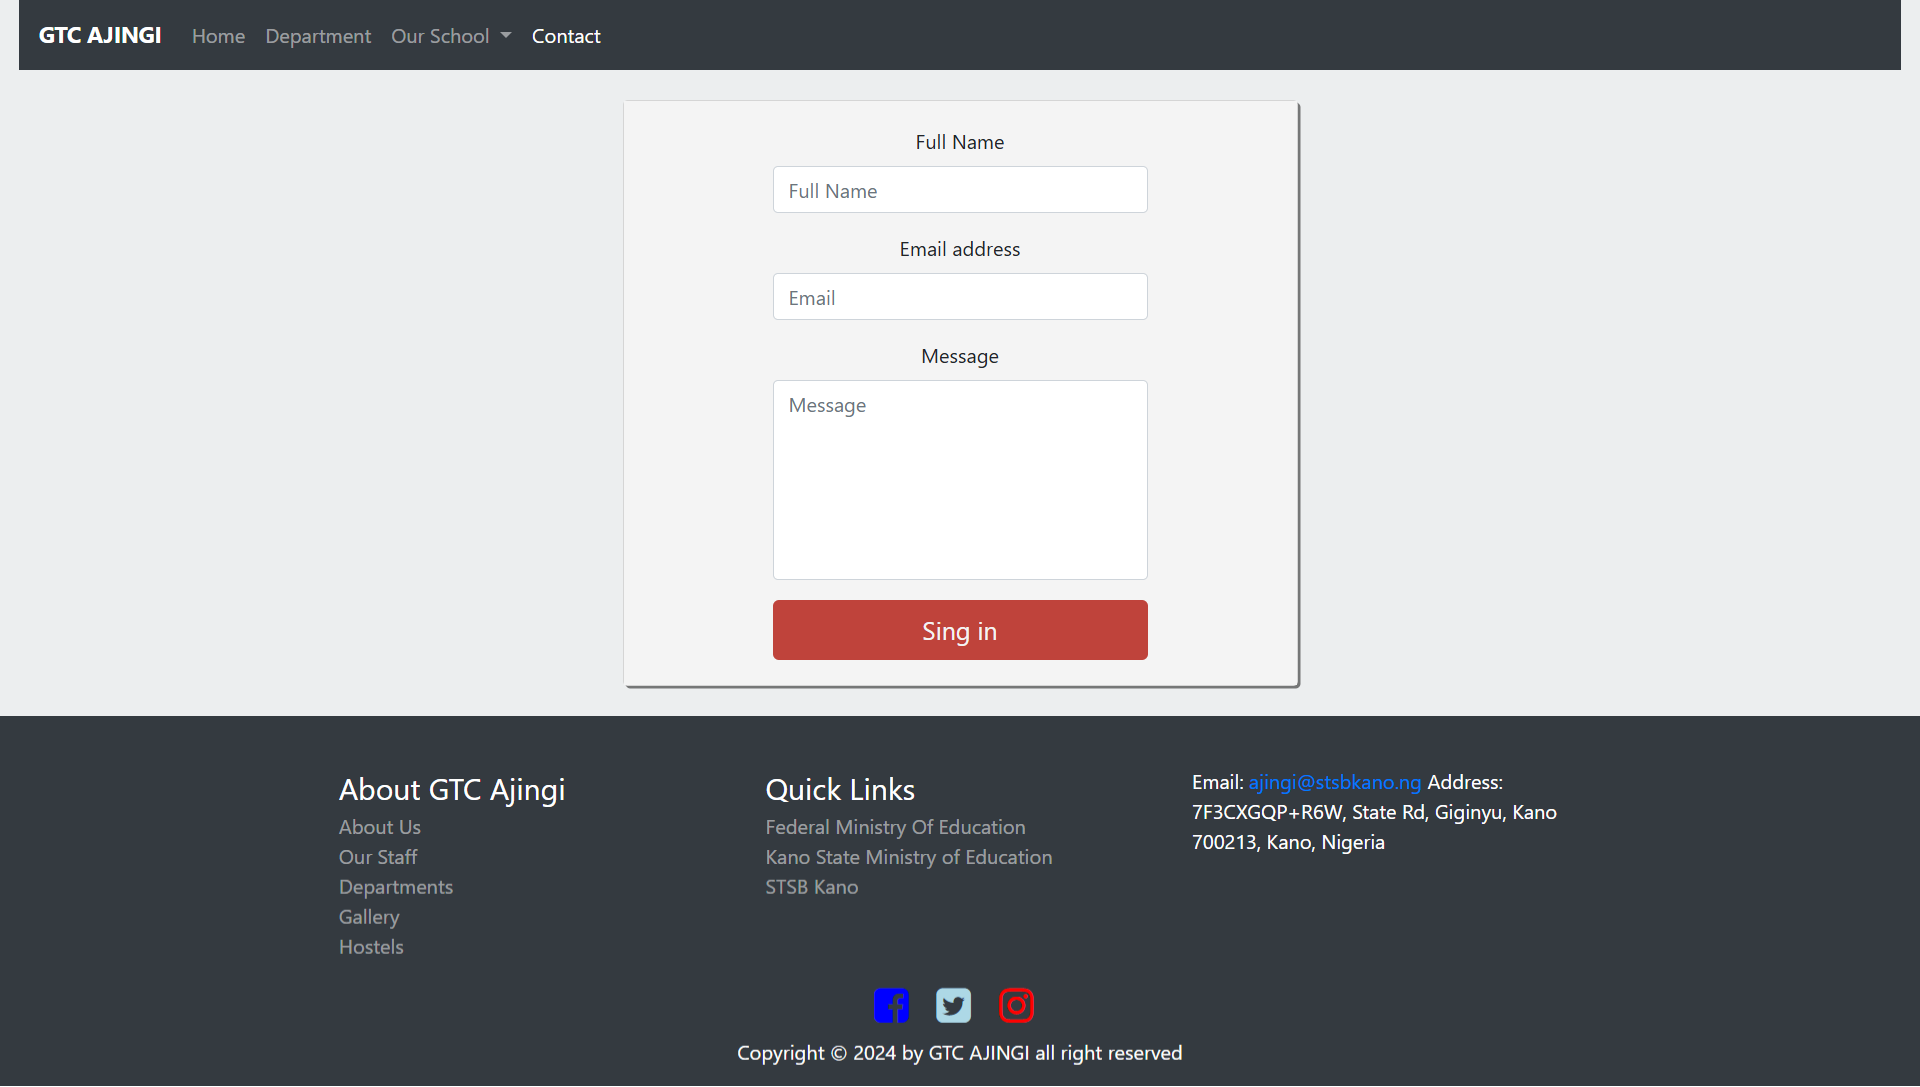 GTC AJINGI Home Department Our School Contact
Full Name
Full Name
Email address
Email
Message
Message
Sing in
About GTC Ajingi
About Us
Our Staff
Departments
Gallery
Hostels
Quick Links
Federal Ministry Of Education
Kano State Ministry of Education
STSB Kano
Email: ajingi@stsbkano.ng Address:
7F3CXGQP+R6W, State Rd, Giginyu, Kano
700213, Kano, Nigeria
Copyright © 2024 by GTC AJINGI all right reserved